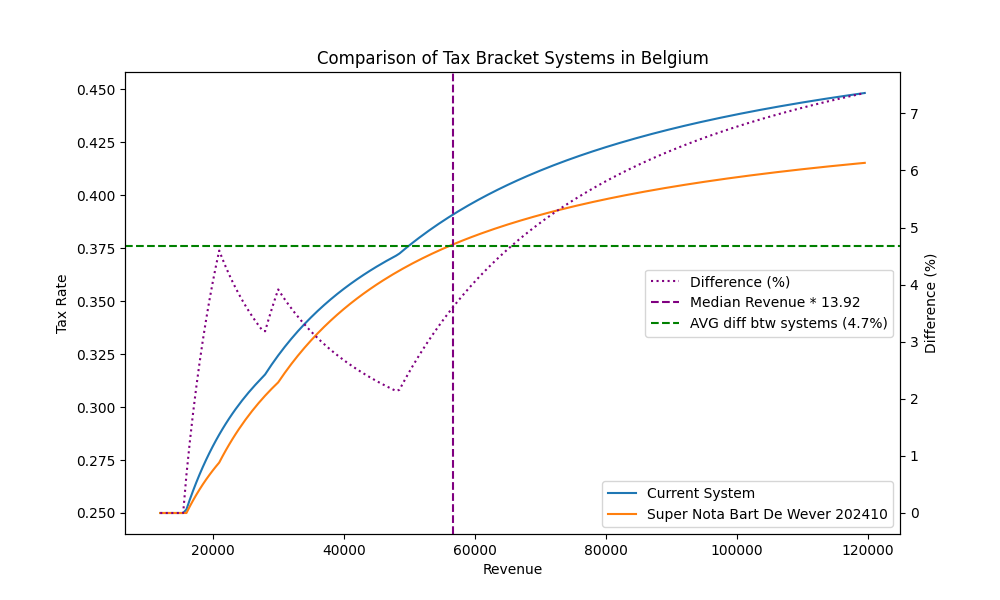 Comparison of Tax Bracket Systems in Belgium
0.450
0.425
0.400
0.375
0.350
0.325
0.300
0.275
0.250
Tax Rate
7
6
5
4
3
2
1
0
Difference (%)
Difference (%)
Median Revenue * 13.92
AVG diff btw systems (4.7%)
Current System
Super Nota Bart De Wever 202410
20000 40000 60000 80000 100000 120000
Revenue